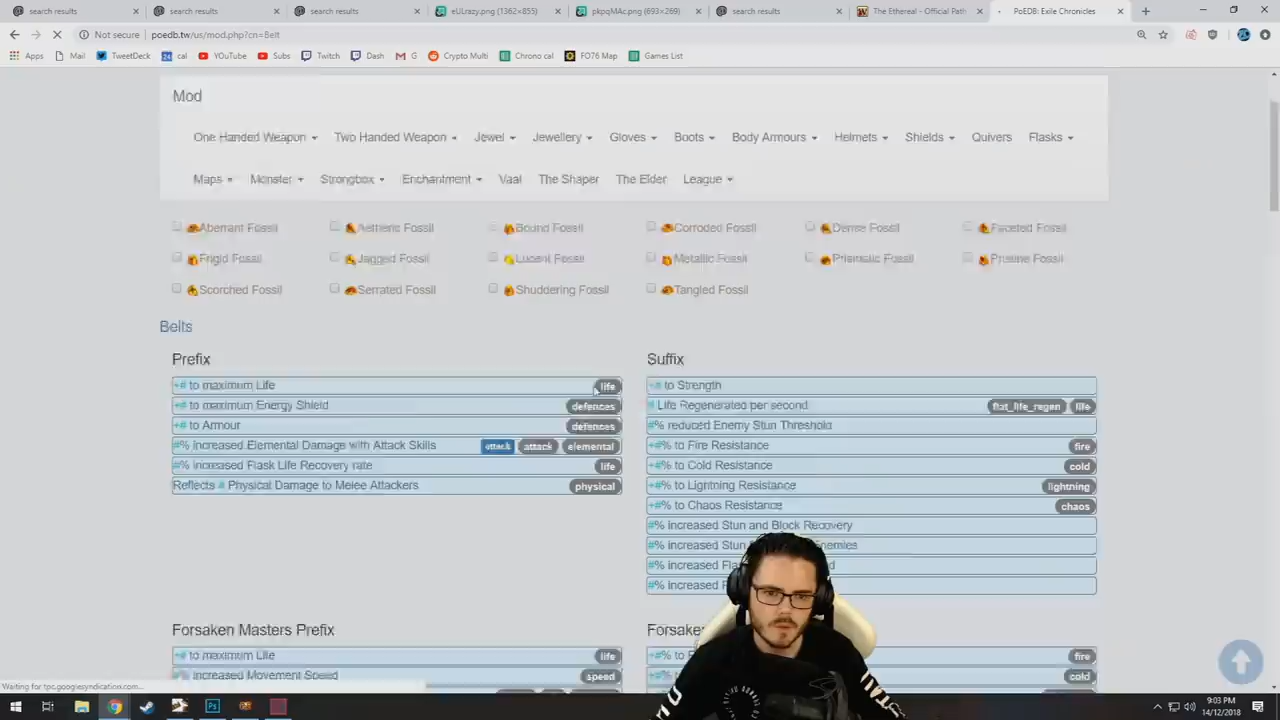 search results
search results
search results
eULrazy.png (1362×855)
pkpqMAc.png (693×269)
search results
The Ethereal - Official Path
PoEDB: Exile Chronicles
Not secure | poedb.tw/us/mod.php?cn=Belt
Apps Mail TweetDeck cal YOUTube Subs Twitch Dash G Crypto Multi Chrono cal FO76 Map Games List
Mod
One Handed Weapon Two Handed Weapon Jewel Jewellery Gloves Boots Body Armours Helmets Shields Quivers Flasks
Maps Monster Strongbox Enchantment Vaal The Shaper The Elder League
Aberrant Fossil Aetheric Fossil Bound Fossil Corroded Fossil Dense Fossil Faceted Fossil
Frigid Fossil Jagged Fossil Lucent Fossil Metallic Fossil Prismatic Fossil Pristine Fossil
Scorched Fossil Serrated Fossil Shuddering Fossil Tangled Fossil
Belts
Prefix
+# to maximum Life life
+# to maximum Energy Shield defences
+# to Armour defences
#% increased Elemental Damage with Attack Skills attack attack elemental
#% increased Flask Life Recovery rate life
Reflects # Physical Damage to Melee Attackers physical
Suffix
+# to Strength
# Life Regenerated per second flat_life_regen life
#% reduced Enemy Stun Threshold
+#% to Fire Resistance fire
+#% to Cold Resistance cold
+#% to Lightning Resistance lightning
+#% to Chaos Resistance chaos
#% increased Stun and Block Recovery
#% increased Stun Enemies
#% increased
#% increased
Forsaken Masters Prefix
+# to maximum Life life
increased Movement Speed speed
Forsaken
+#% to fire
+#% to cold
Waiting for tpc.googlesyndication.com...
9:03 PM
14/12/2018